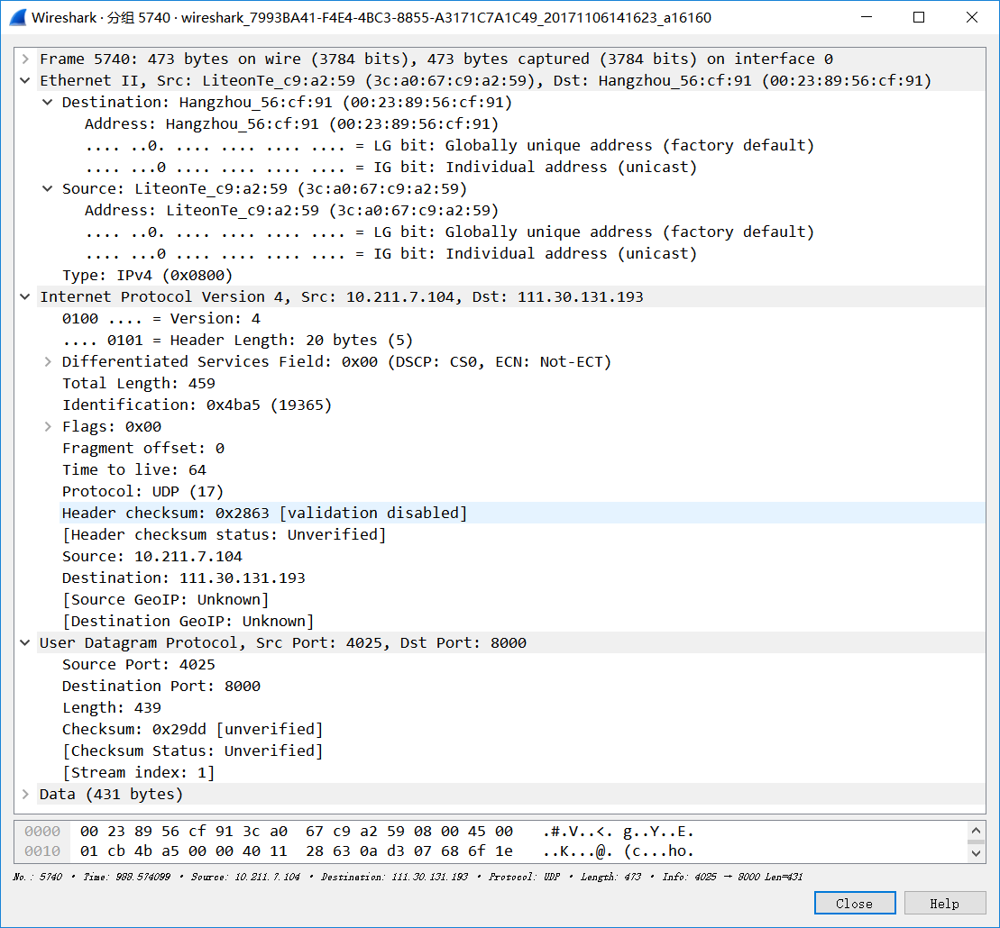 Wireshark · 分组 5740 · wireshark_7993BA41-F4E4-4BC3-8855-A3171C7A1C49_20171106141623_a16160
Frame 5740: 473 bytes on wire (3784 bits), 473 bytes captured (3784 bits) on interface 0
Ethernet II, Src: LiteonTe_c9:a2:59 (3c:a0:67:c9:a2:59), Dst: Hangzhou_56:cf:91 (00:23:89:56:cf:91)
Destination: Hangzhou_56:cf:91 (00:23:89:56:cf:91)
Address: Hangzhou_56:cf:91 (00:23:89:56:cf:91)
.... ..0. .... .... .... .... = LG bit: Globally unique address (factory default)
.... ...0 .... .... .... .... = IG bit: Individual address (unicast)
Source: LiteonTe_c9:a2:59 (3c:a0:67:c9:a2:59)
Address: LiteonTe_c9:a2:59 (3c:a0:67:c9:a2:59)
.... ..0. .... .... .... .... = LG bit: Globally unique address (factory default)
.... ...0 .... .... .... .... = IG bit: Individual address (unicast)
Type: IPv4 (0x0800)
Internet Protocol Version 4, Src: 10.211.7.104, Dst: 111.30.131.193
0100 .... = Version: 4
.... 0101 = Header Length: 20 bytes (5)
Differentiated Services Field: 0x00 (DSCP: CS0, ECN: Not-ECT)
Total Length: 459
Identification: 0x4ba5 (19365)
Flags: 0x00
Fragment offset: 0
Time to live: 64
Protocol: UDP (17)
Header checksum: 0x2863 [validation disabled]
[Header checksum status: Unverified]
Source: 10.211.7.104
Destination: 111.30.131.193
[Source GeoIP: Unknown]
[Destination GeoIP: Unknown]
User Datagram Protocol, Src Port: 4025, Dst Port: 8000
Source Port: 4025
Destination Port: 8000
Length: 439
Checksum: 0x29dd [unverified]
[Checksum Status: Unverified]
[Stream index: 1]
Data (431 bytes)
0000 00 23 89 56 cf 91 3c a0 67 c9 a2 59 08 00 45 00 .#.V..<. g..Y..E.
0010 01 cb 4b a5 00 00 40 11 28 63 0a d3 07 68 6f 1e ..K...@. (c...ho.
No.: 5740 · Time: 988.574099 · Source: 10.211.7.104 · Destination: 111.30.131.193 · Protocol: UDP · Length: 473 · Info: 4025 → 8000 Len=431
Close Help